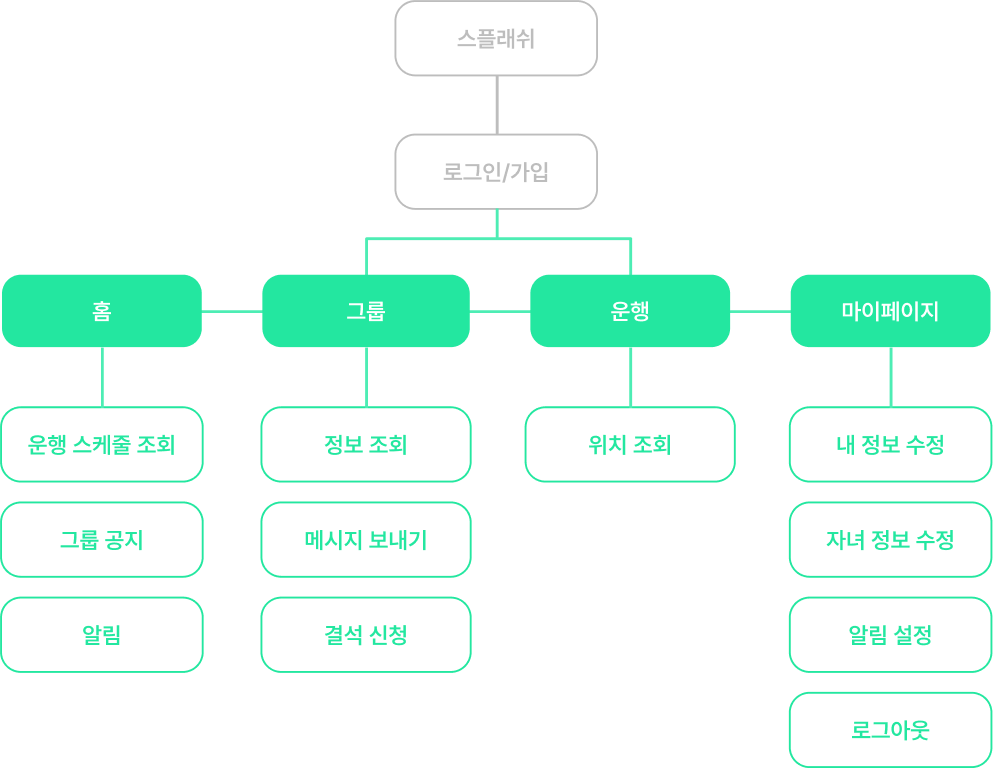 스플래쉬
로그인/가입
홈
그룹
운행
마이페이지
운행 스케줄 조회
정보 조회
위치 조회
내 정보 수정
그룹 공지
메시지 보내기
자녀 정보 수정
알림
결석 신청
알림 설정
로그아웃